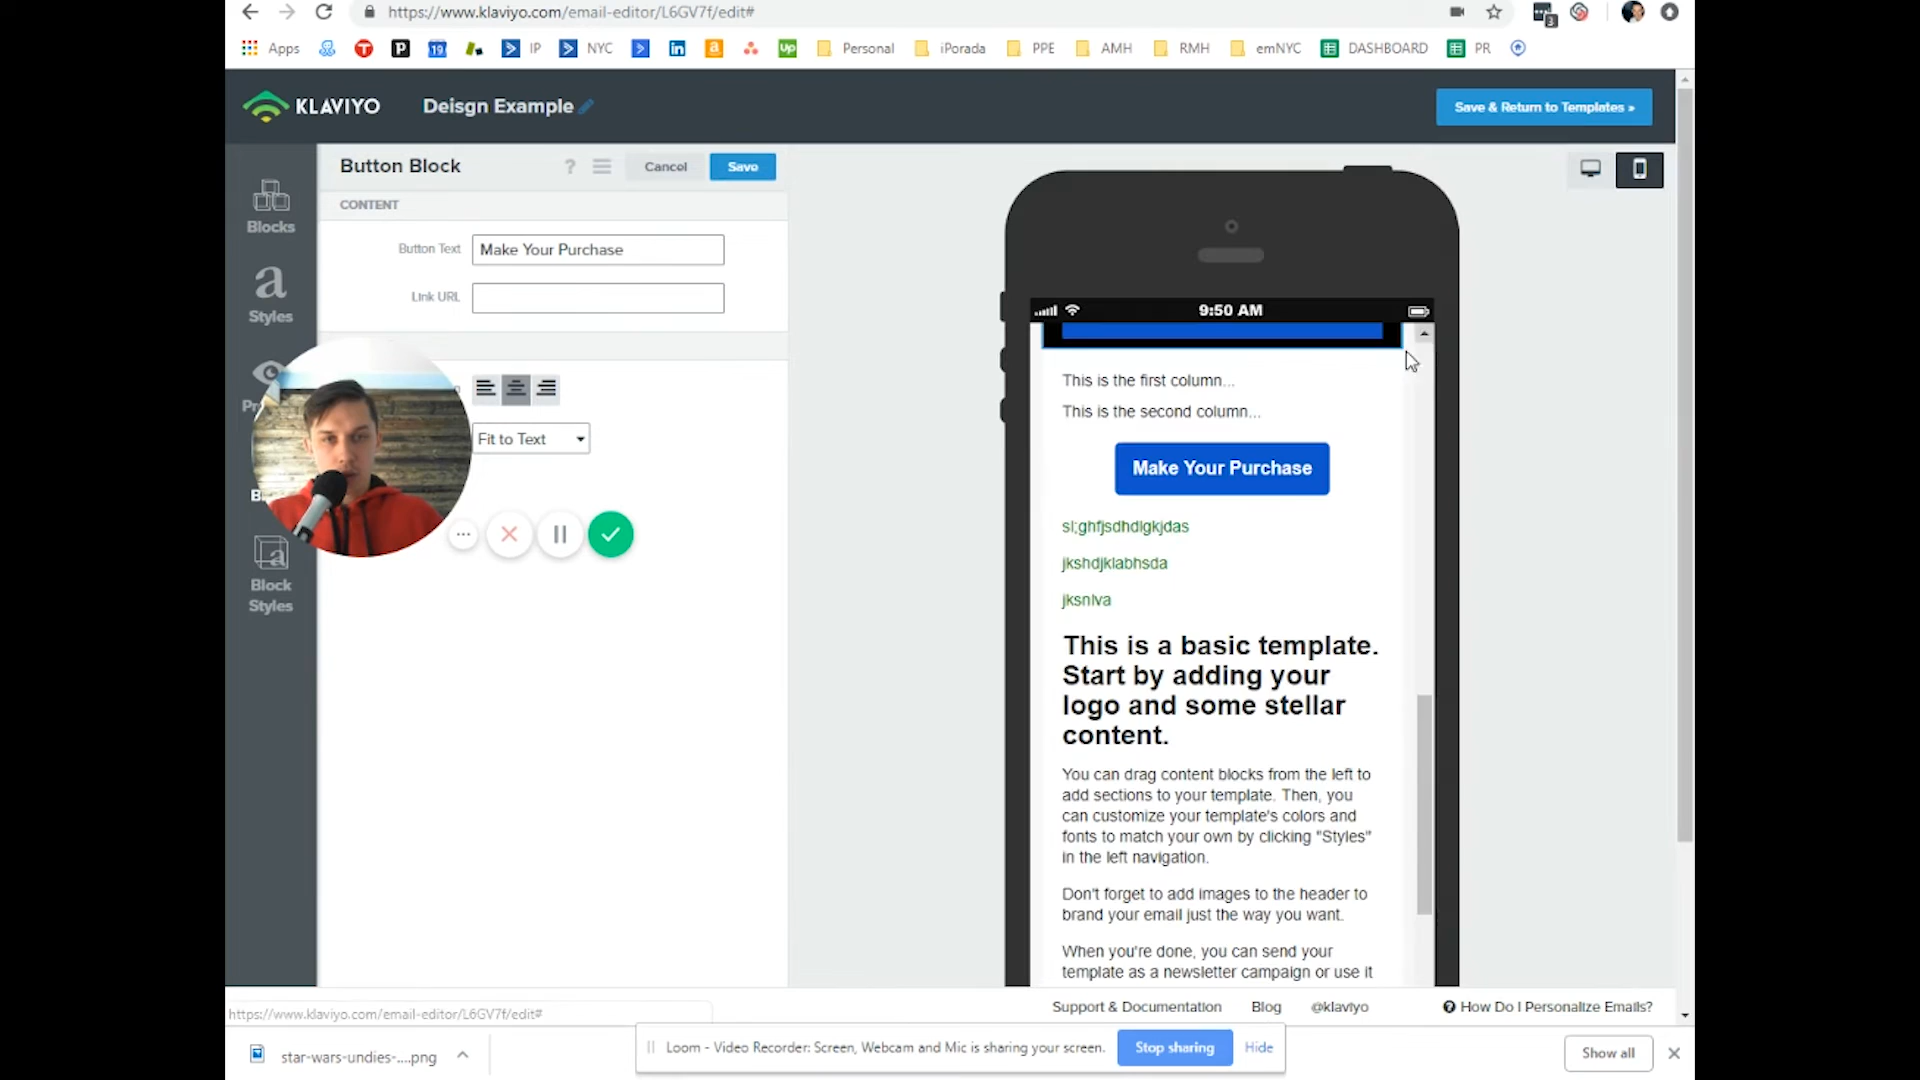 https://www.klaviyo.com/email-editor/L6GV7f/edit#
3
Apps
19
IP
NYC
in
a
Up
Personal
iPorada
PPE
AMH
RMH
emNYC
DASHBOARD
PR
KLAVIYO
Deisgn Example
Save & Return to Templates »
Button Block
?
Cancel
Save
Blocks
CONTENT
Button Text
Make Your Purchase
Link URL
a
Styles
Fit to Text
a
Block
Styles
9:50 AM
This is the first column...
This is the second column...
Make Your Purchase
sl;ghfjsdhdlgkjdas
jkshdjklabhsda
jksnlva
This is a basic template.
Start by adding your
logo and some stellar
content.
You can drag content blocks from the left to
add sections to your template. Then, you
can customize your template's colors and
fonts to match your own by clicking "Styles"
in the left navigation.
Don't forget to add images to the header to
brand your email just the way you want.
When you're done, you can send your
template as a newsletter campaign or use it
https://www.klaviyo.com/email-editor/L6GV7f/edit#
Support & Documentation
Blog
@klaviyo
How Do I Personalize Emails?
star-wars-undies-....png
Loom - Video Recorder: Screen, Webcam and Mic is sharing your screen.
Stop sharing
Hide
Show all